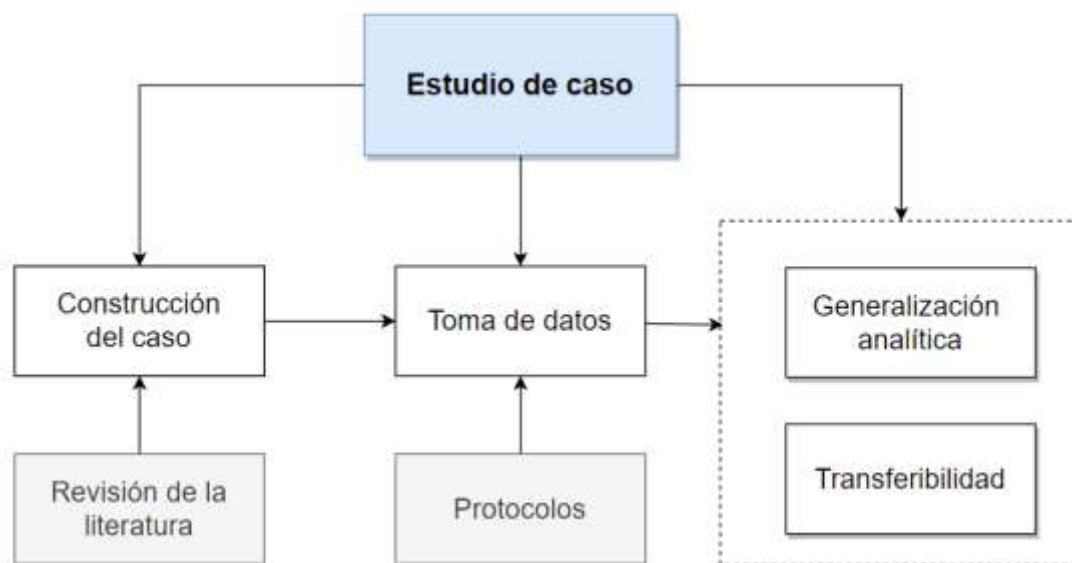 Estudio de caso
Construcción
del caso
Toma de datos
Generalización
analítica
Revisión de la
literatura
Protocolos
Transferibilidad